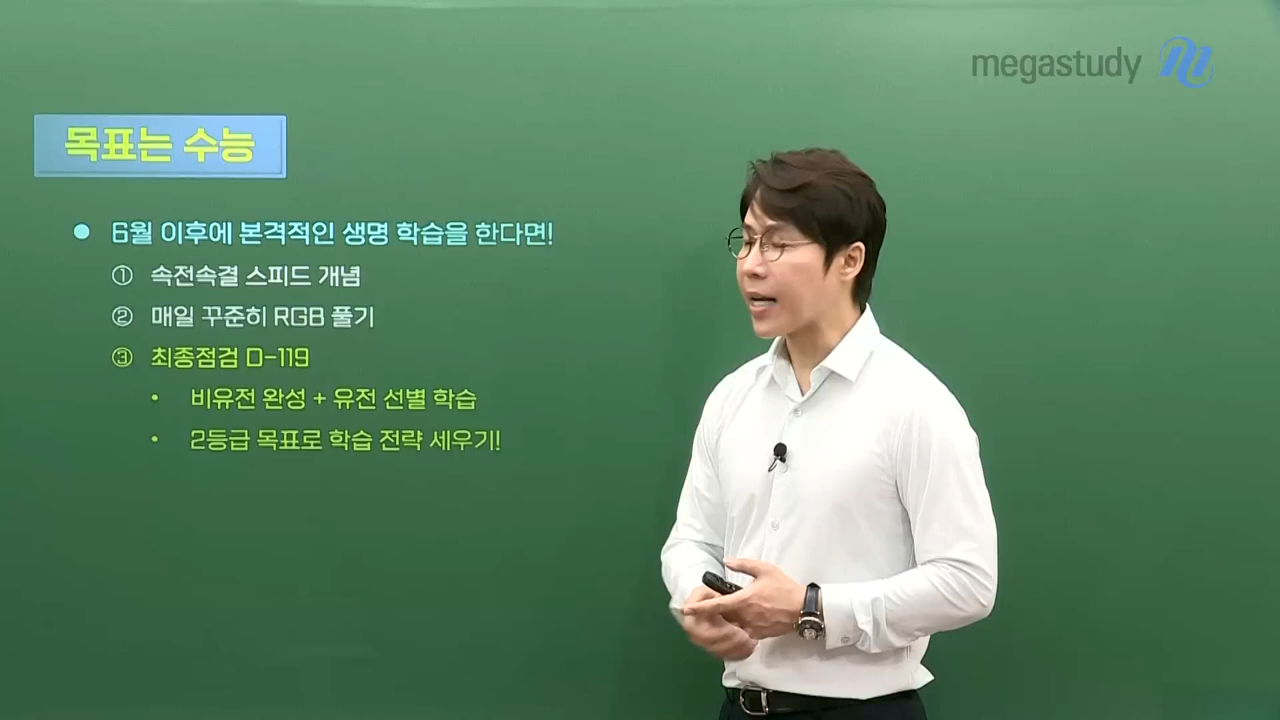 megastudy
목표는 수능
● 6월 이후에 본격적인 생명 학습을 한다면!
① 속전속결 스피드 개념
② 매일 꾸준히 RGB 풀기
③ 최종점검 D-119
• 비유전 완성 + 유전 선별 학습
• 2등급 목표로 학습 전략 세우기!